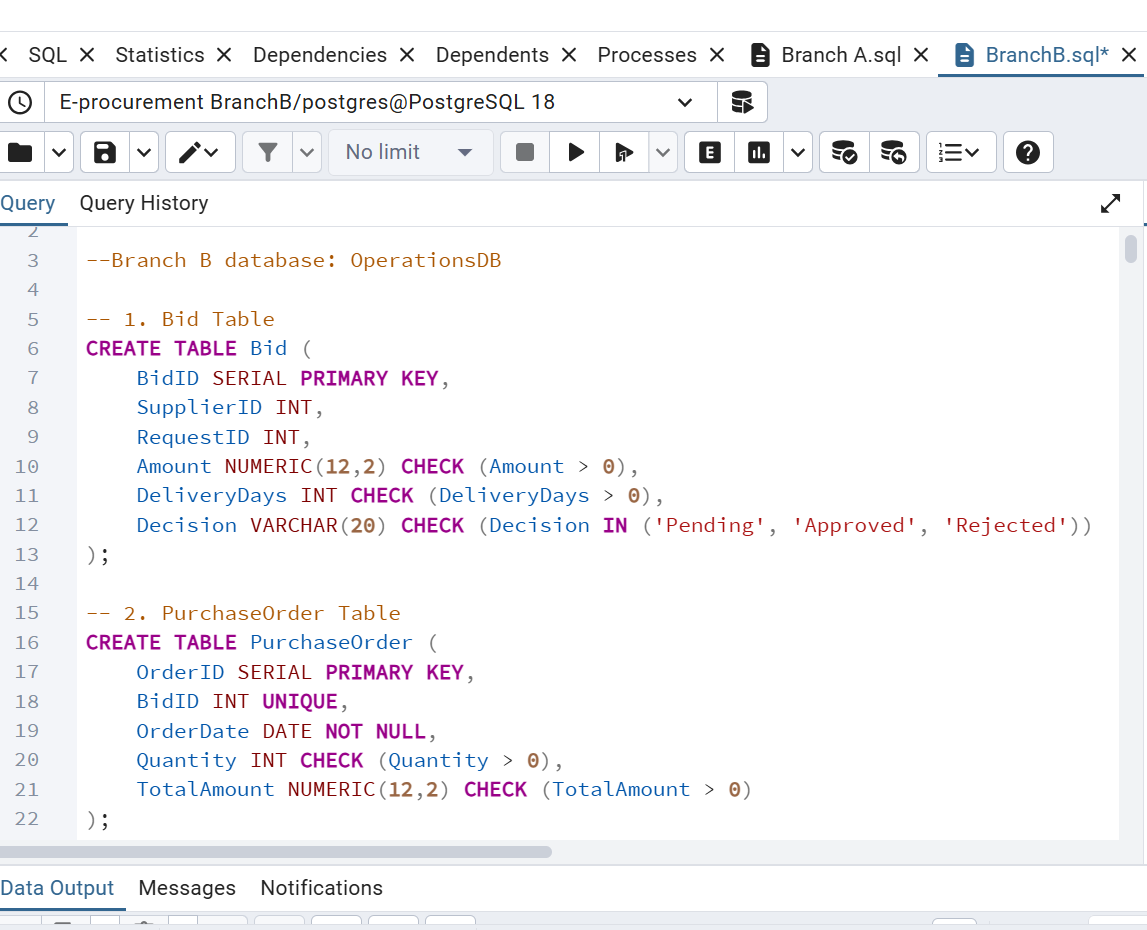 SQL Statistics Dependencies Dependents Processes Branch A.sql BranchB.sql*
E-procurement BranchB/postgres@PostgreSQL 18
No limit
Query Query History
2
3 --Branch B database: OperationsDB
4
5 -- 1. Bid Table
6 CREATE TABLE Bid (
7 BidID SERIAL PRIMARY KEY,
8 SupplierID INT,
9 RequestID INT,
10 Amount NUMERIC(12,2) CHECK (Amount > 0),
11 DeliveryDays INT CHECK (DeliveryDays > 0),
12 Decision VARCHAR(20) CHECK (Decision IN ('Pending', 'Approved', 'Rejected'))
13 );
14
15 -- 2. PurchaseOrder Table
16 CREATE TABLE PurchaseOrder (
17 OrderID SERIAL PRIMARY KEY,
18 BidID INT UNIQUE,
19 OrderDate DATE NOT NULL,
20 Quantity INT CHECK (Quantity > 0),
21 TotalAmount NUMERIC(12,2) CHECK (TotalAmount > 0)
22 );
Data Output Messages Notifications